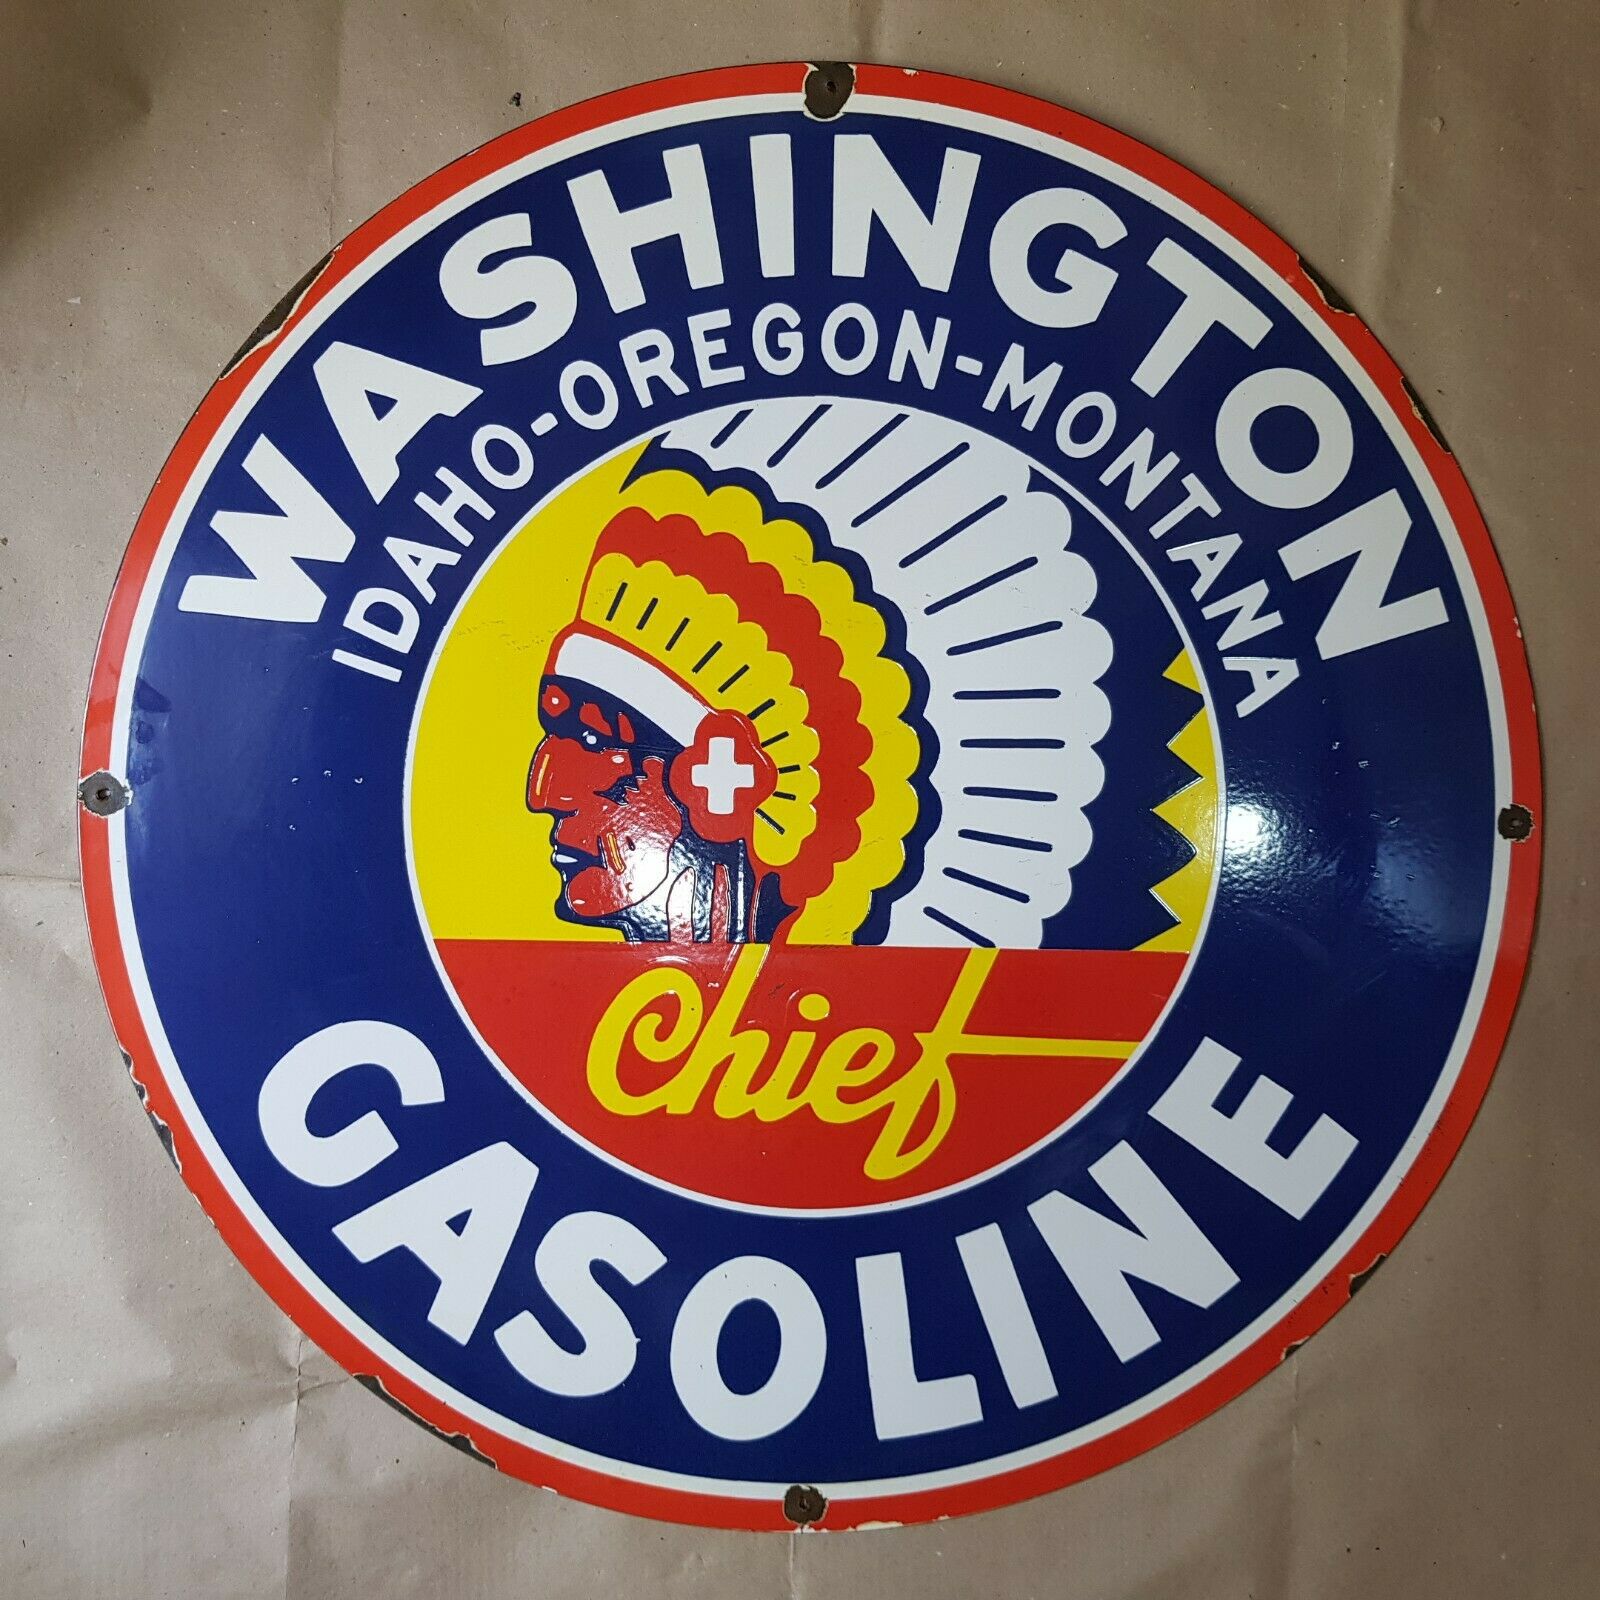 WASHINGTON
IDAHO-OREGON-MONTANA
Chief
GASOLINE